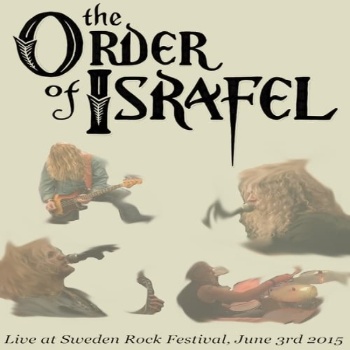 the
ORDER
of ISRAFEL
Live at Sweden Rock Festival, June 3rd 2015